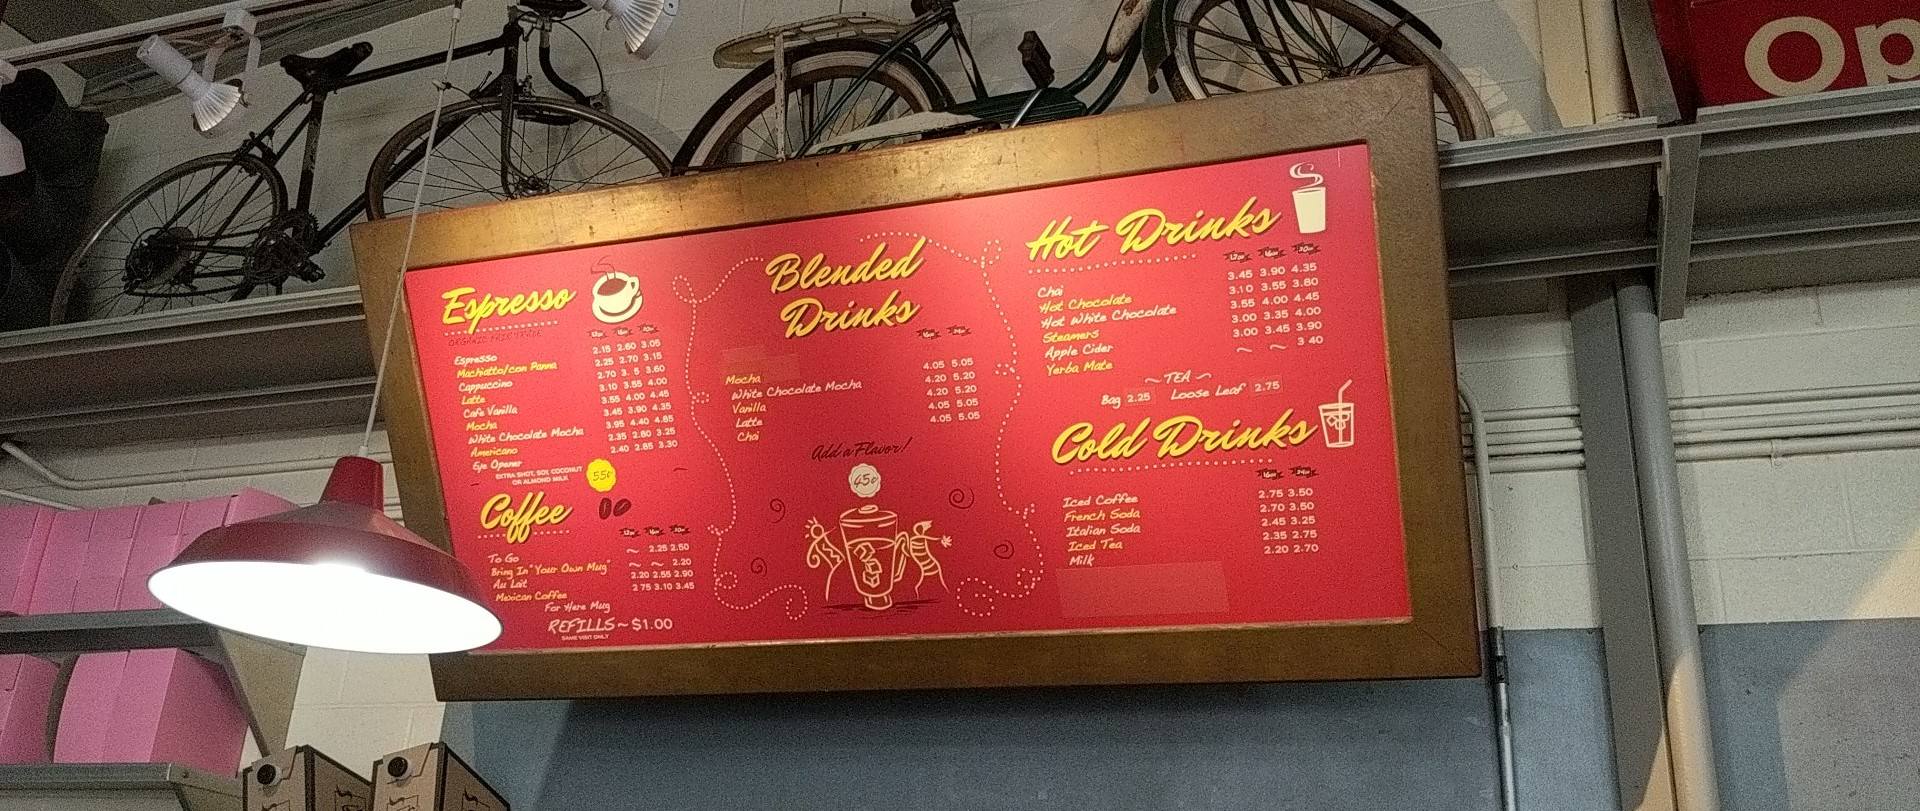 Op
Espresso
ORGANIC FAIR TRADE
12oz 16oz 20oz
Espresso 2.15 2.60 3.05
Machiatto/con Panna 2.25 2.70 3.15
Cappuccino 2.70 3. 5 3.60
Latte 3.10 3.55 4.00
Cafe Vanilla 3.55 4.00 4.45
Mocha 3.45 3.90 4.35
White Chocolate Mocha 3.95 4.40 4.85
Americano 2.35 2.80 3.25
Eye Opener 2.40 2.85 3.30
EXTRA SHOT, SOY, COCONUT
OR ALMOND MILK
55¢
Coffee
12oz 16oz 20oz
To Go ~ 2.25 2.50
Bring In "Your Own Mug" ~ ~ 2.20
Au Lait 2.20 2.55 2.90
Mexican Coffee 2 75 3.10 3.45
For Here Mug
REFILLS ~ $1.00
SAME VISIT ONLY
Blended
Drinks
16oz 24oz
Mocha 4.05 5.05
White Chocolate Mocha 4.20 5.20
Vanilla 4.20 5.20
Latte 4.05 5.05
Chai 4.05 5.05
Add a Flavor!
45¢
Hot Drinks
12oz 16oz 20oz
Chai 3.45 3.90 4.35
Hot Chocolate 3.10 3.55 3.80
Hot White Chocolate 3.55 4.00 4.45
Steamers 3.00 3.35 4.00
Apple Cider 3.00 3.45 3.90
Yerba Mate ~ ~ 3 40
~ TEA ~
Bag 2.25 Loose Leaf 2.75
Cold Drinks
16oz 24oz
Iced Coffee 2.75 3.50
French Soda 2.70 3.50
Italian Soda 2.45 3.25
Iced Tea 2.35 2.75
Milk 2.20 2.70